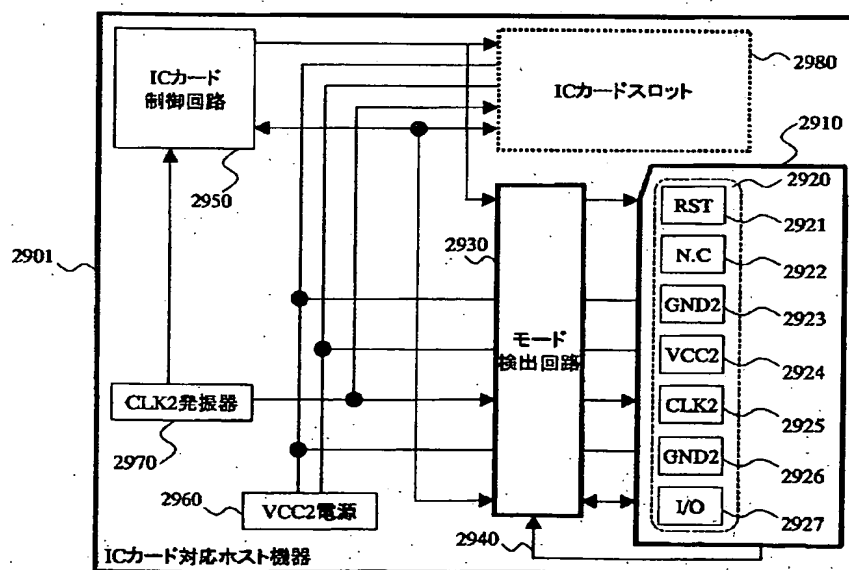 ICカード
制御回路
2950
ICカードスロット
2980
2910
2920
RST
2921
N.C
2922
GND2
2923
VCC2
2924
CLK2
2925
GND2
2926
I/O
2927
2930
モード
検出回路
2901
CLK2発振器
2970
2960
VCC2電源
2940
ICカード対応ホスト機器